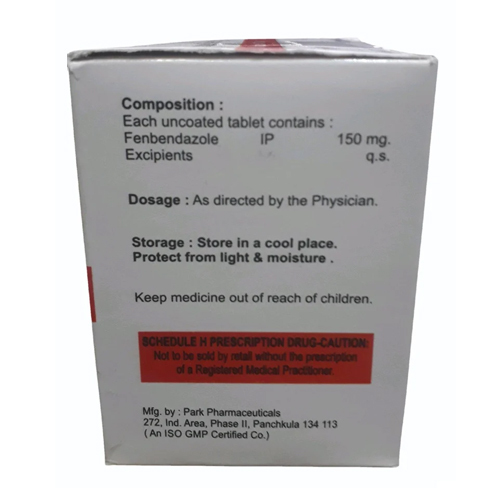 Composition :
Each uncoated tablet contains :
Fenbendazole IP 150 mg.
Excipients q.s.
Dosage : As directed by the Physician.
Storage : Store in a cool place.
Protect from light & moisture .
Keep medicine out of reach of children.
SCHEDULE H PRESCRIPTION DRUG-CAUTION:
Not to be sold by retail without the prescription
of a Registered Medical Practitioner.
Mfg. by : Park Pharmaceuticals
272, Ind. Area, Phase II, Panchkula 134 113
( An ISO GMP Certified Co.)